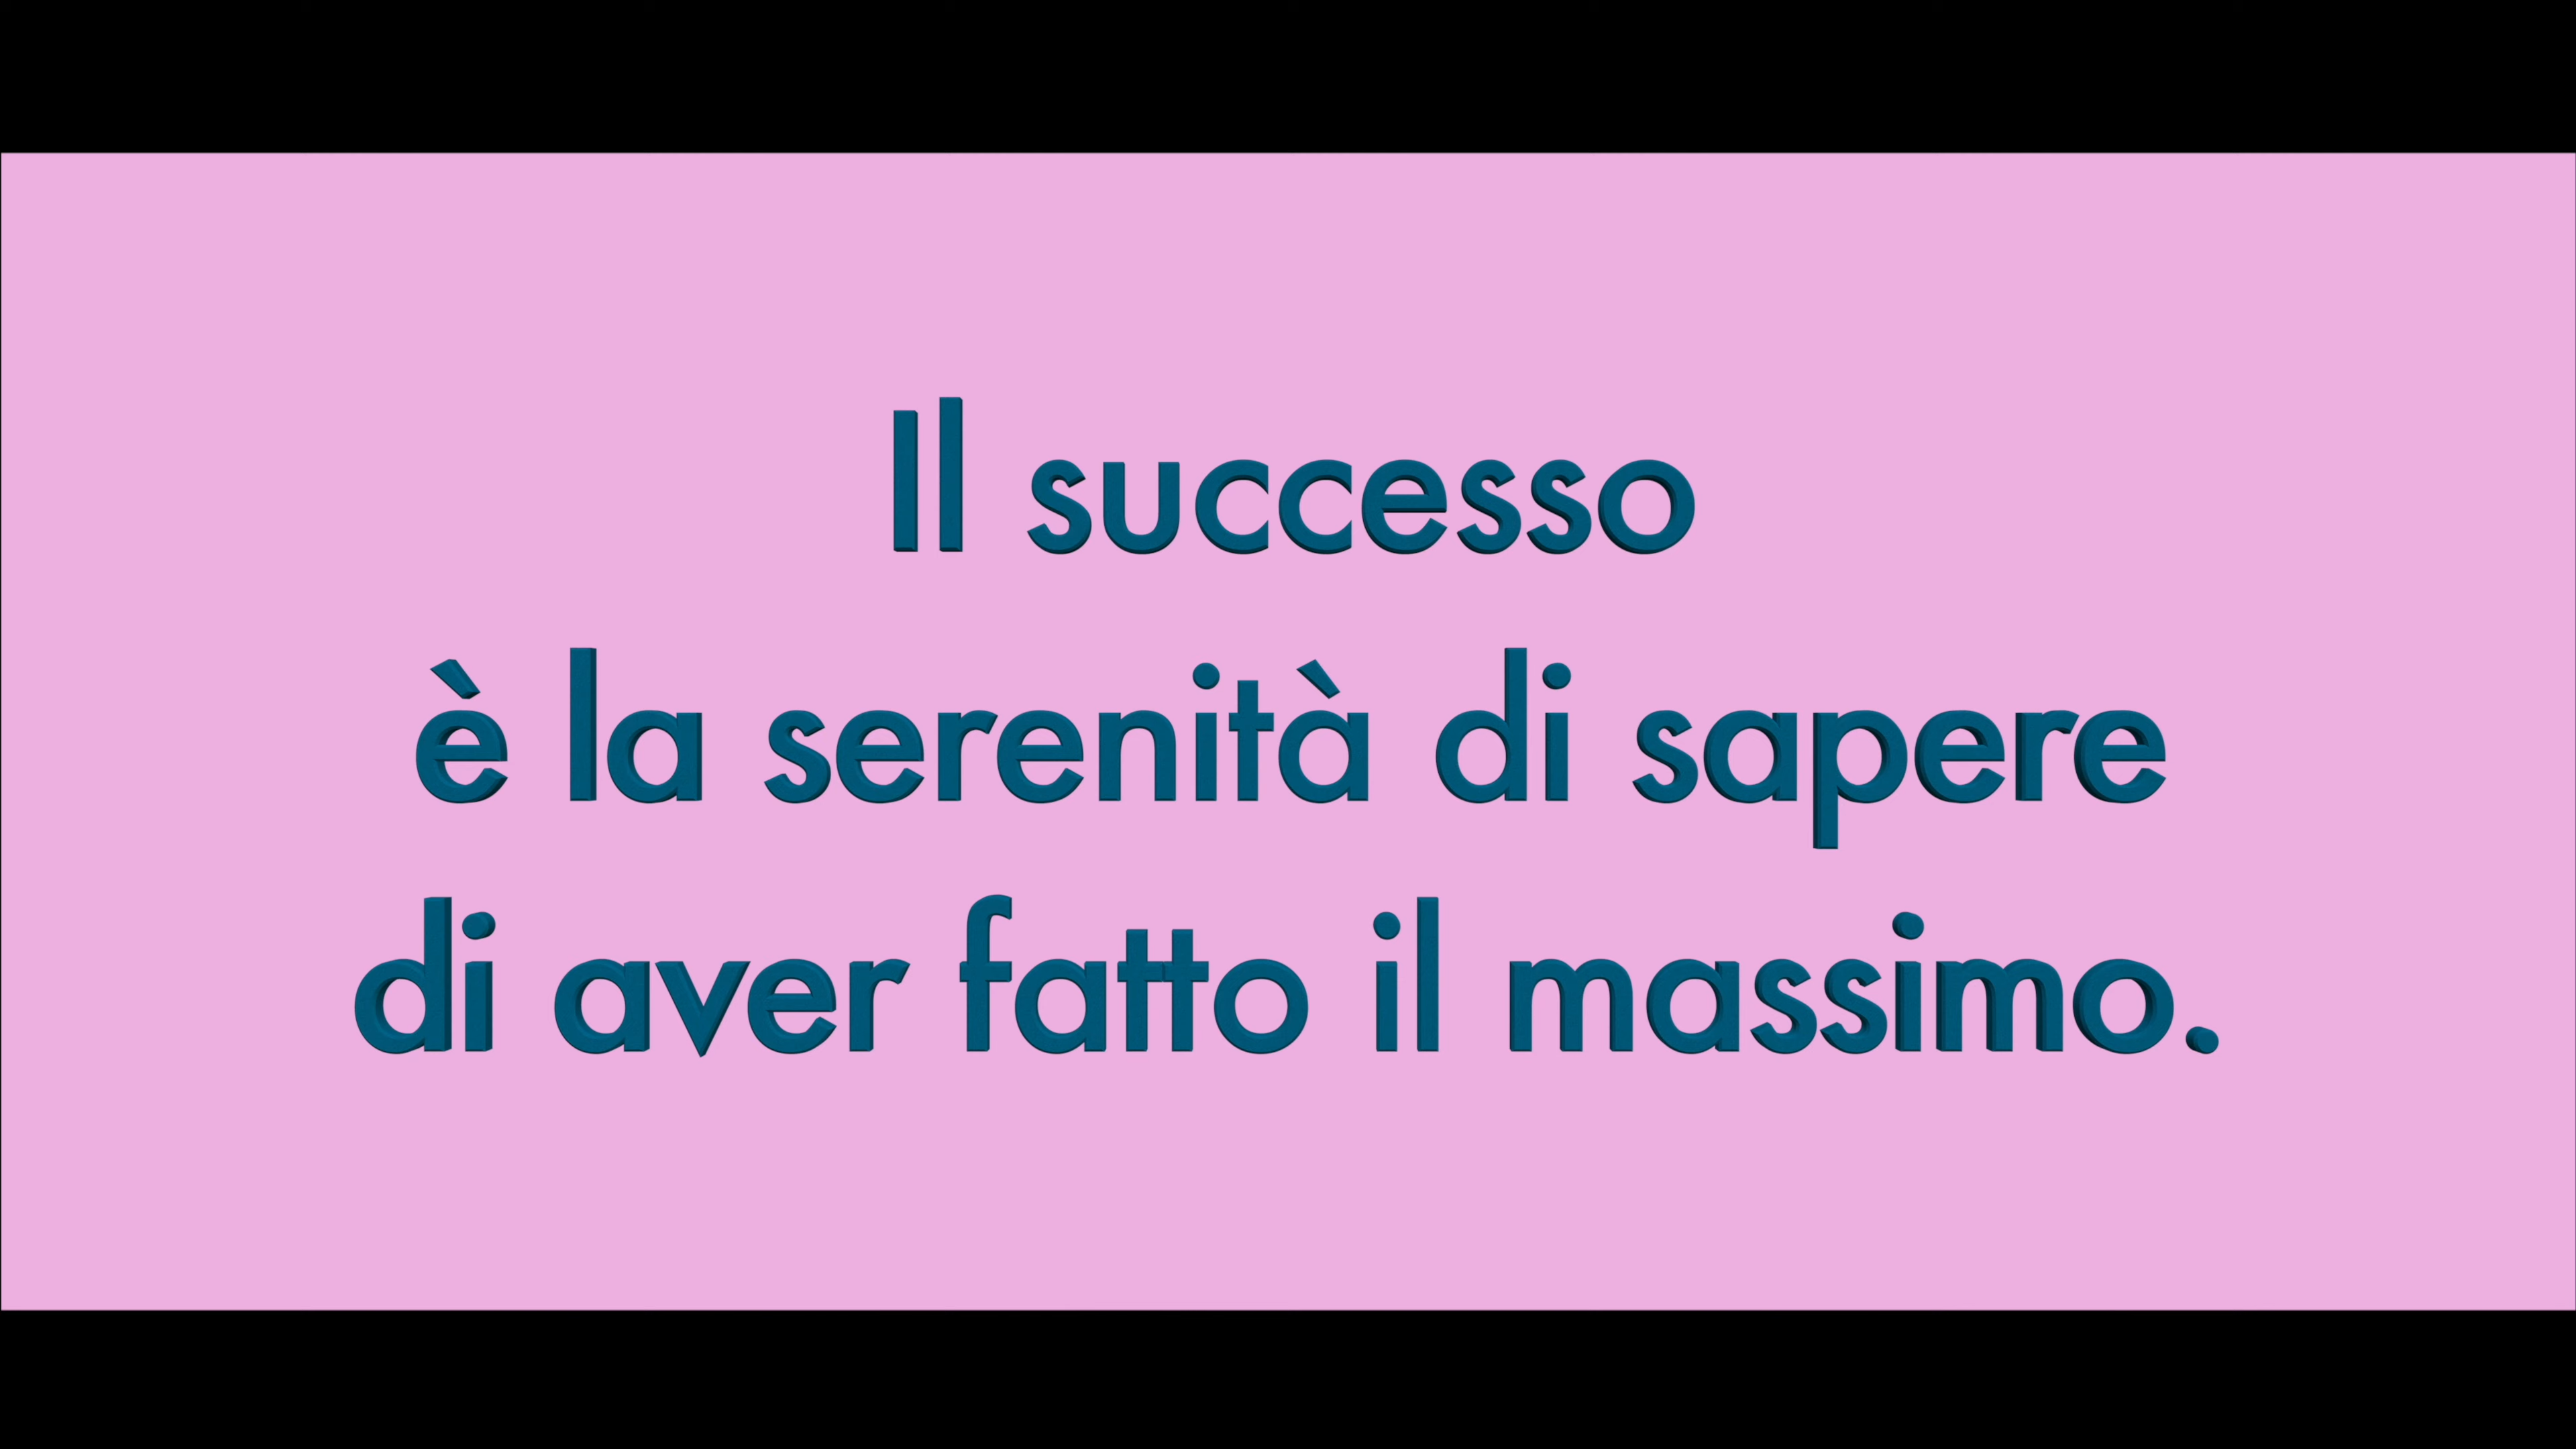 Il successo
è la serenità di sapere
di aver fatto il massimo.